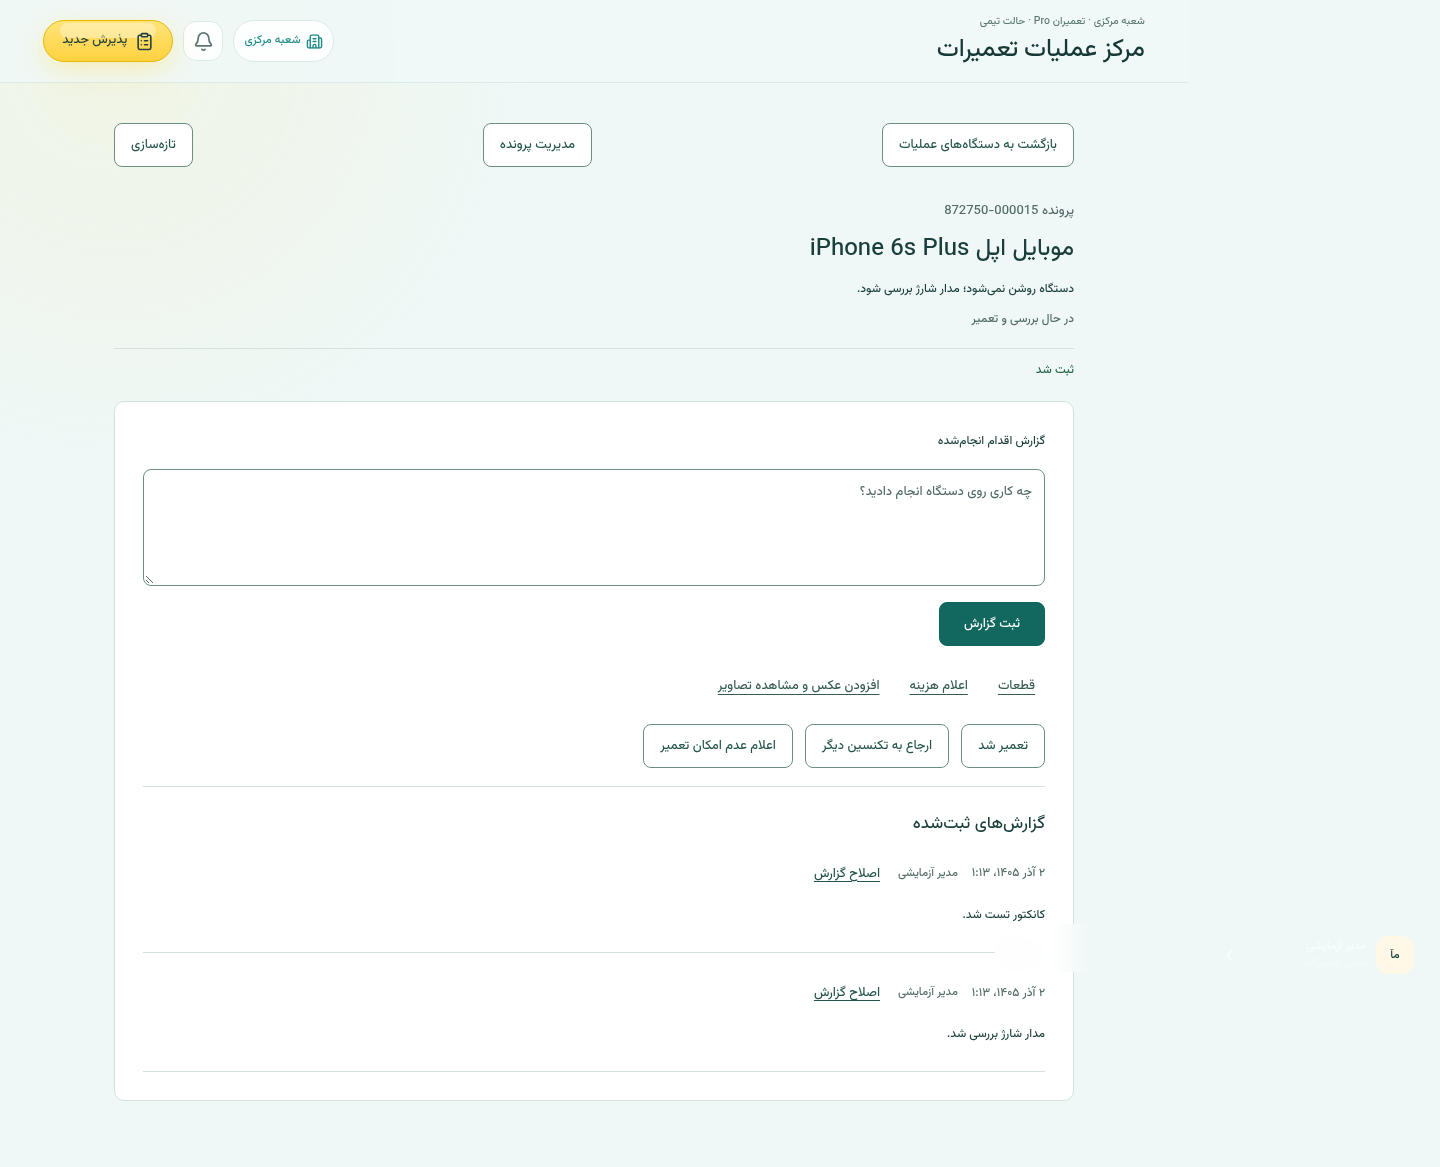 شعبه مرکزی · تعمیران Pro · حالت تیمی
مرکز عملیات تعمیرات
شعبه مرکزی
پذیرش جدید
بازگشت به دستگاه‌های عملیات
مدیریت پرونده
تازه‌سازی
پرونده 000015-872750
موبایل اپل iPhone 6s Plus
دستگاه روشن نمی‌شود؛ مدار شارژ بررسی شود.
در حال بررسی و تعمیر
ثبت شد
گزارش اقدام انجام‌شده
چه کاری روی دستگاه انجام دادید؟
ثبت گزارش
قطعات
اعلام هزینه
افزودن عکس و مشاهده تصاویر
تعمیر شد
ارجاع به تکنسین دیگر
اعلام عدم امکان تعمیر
گزارش‌های ثبت‌شده
۲ آذر ۱۴۰۵، ۱:۱۳ مدیر آزمایشی اصلاح گزارش
کانکتور تست شد.
مآ
مدیر آزمایشی
۲ آذر ۱۴۰۵، ۱:۱۳ مدیر آزمایشی اصلاح گزارش
مدار شارژ بررسی شد.